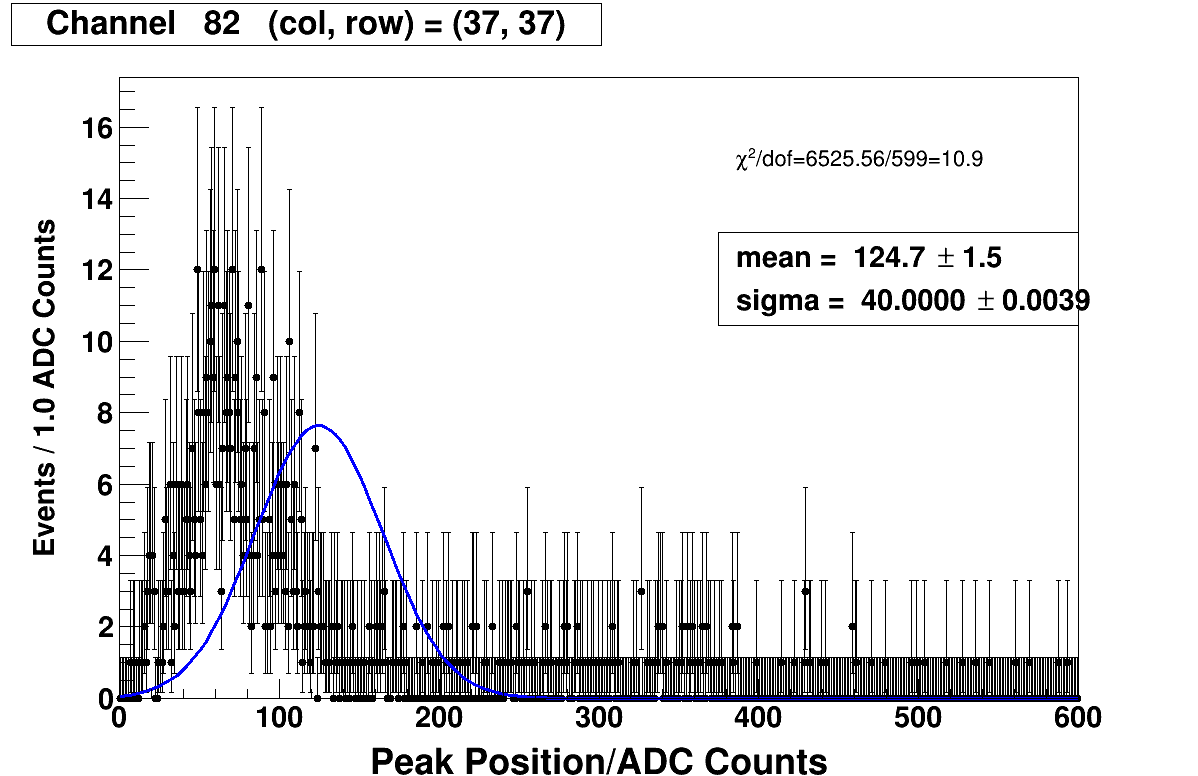 Channel 82 (col, row) = (37, 37)
χ²/dof=6525.56/599=10.9
mean = 124.7 ± 1.5
sigma = 40.0000 ± 0.0039
Events / 1.0 ADC Counts
16
14
12
10
8
6
4
2
0
0 100 200 300 400 500 600
Peak Position/ADC Counts